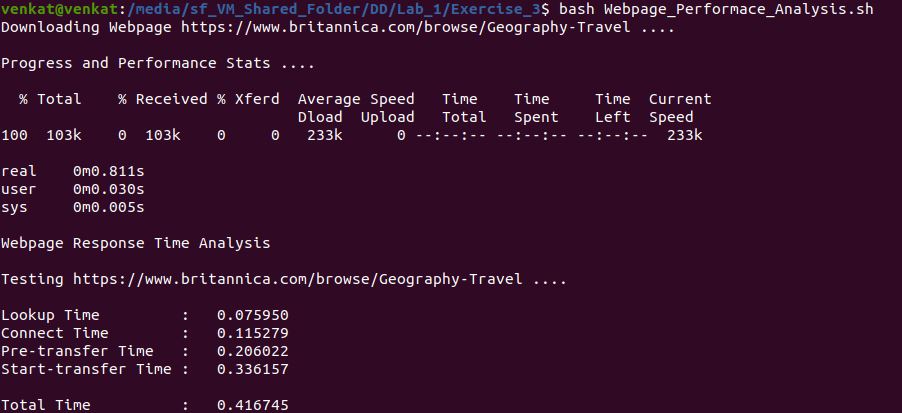 venkat@venkat:/media/sf_VM_Shared_Folder/DD/Lab_1/Exercise_3$ bash Webpage_Performace_Analysis.sh
Downloading Webpage https://www.britannica.com/browse/Geography-Travel ....
Progress and Performance Stats ....
  % Total    % Received % Xferd  Average Speed   Time    Time     Time  Current
                                 Dload  Upload   Total   Spent    Left  Speed
100  103k    0  103k    0     0   233k      0 --:--:-- --:--:-- --:--:--  233k
real    0m0.811s
user    0m0.030s
sys     0m0.005s
Webpage Response Time Analysis
Testing https://www.britannica.com/browse/Geography-Travel ....
Lookup Time         :   0.075950
Connect Time        :   0.115279
Pre-transfer Time   :   0.206022
Start-transfer Time :   0.336157
Total Time          :   0.416745